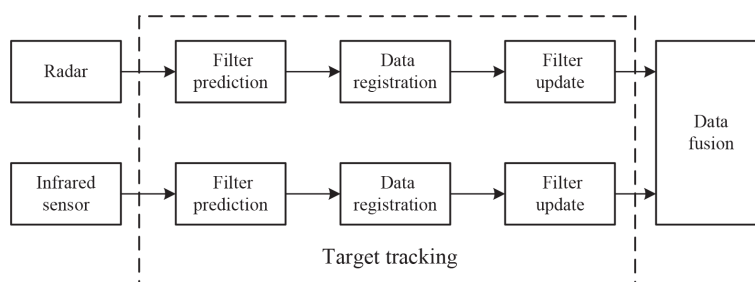 Radar
Filter
prediction
Data
registration
Filter
update
Data
fusion
Infrared
sensor
Filter
prediction
Data
registration
Filter
update
Target tracking